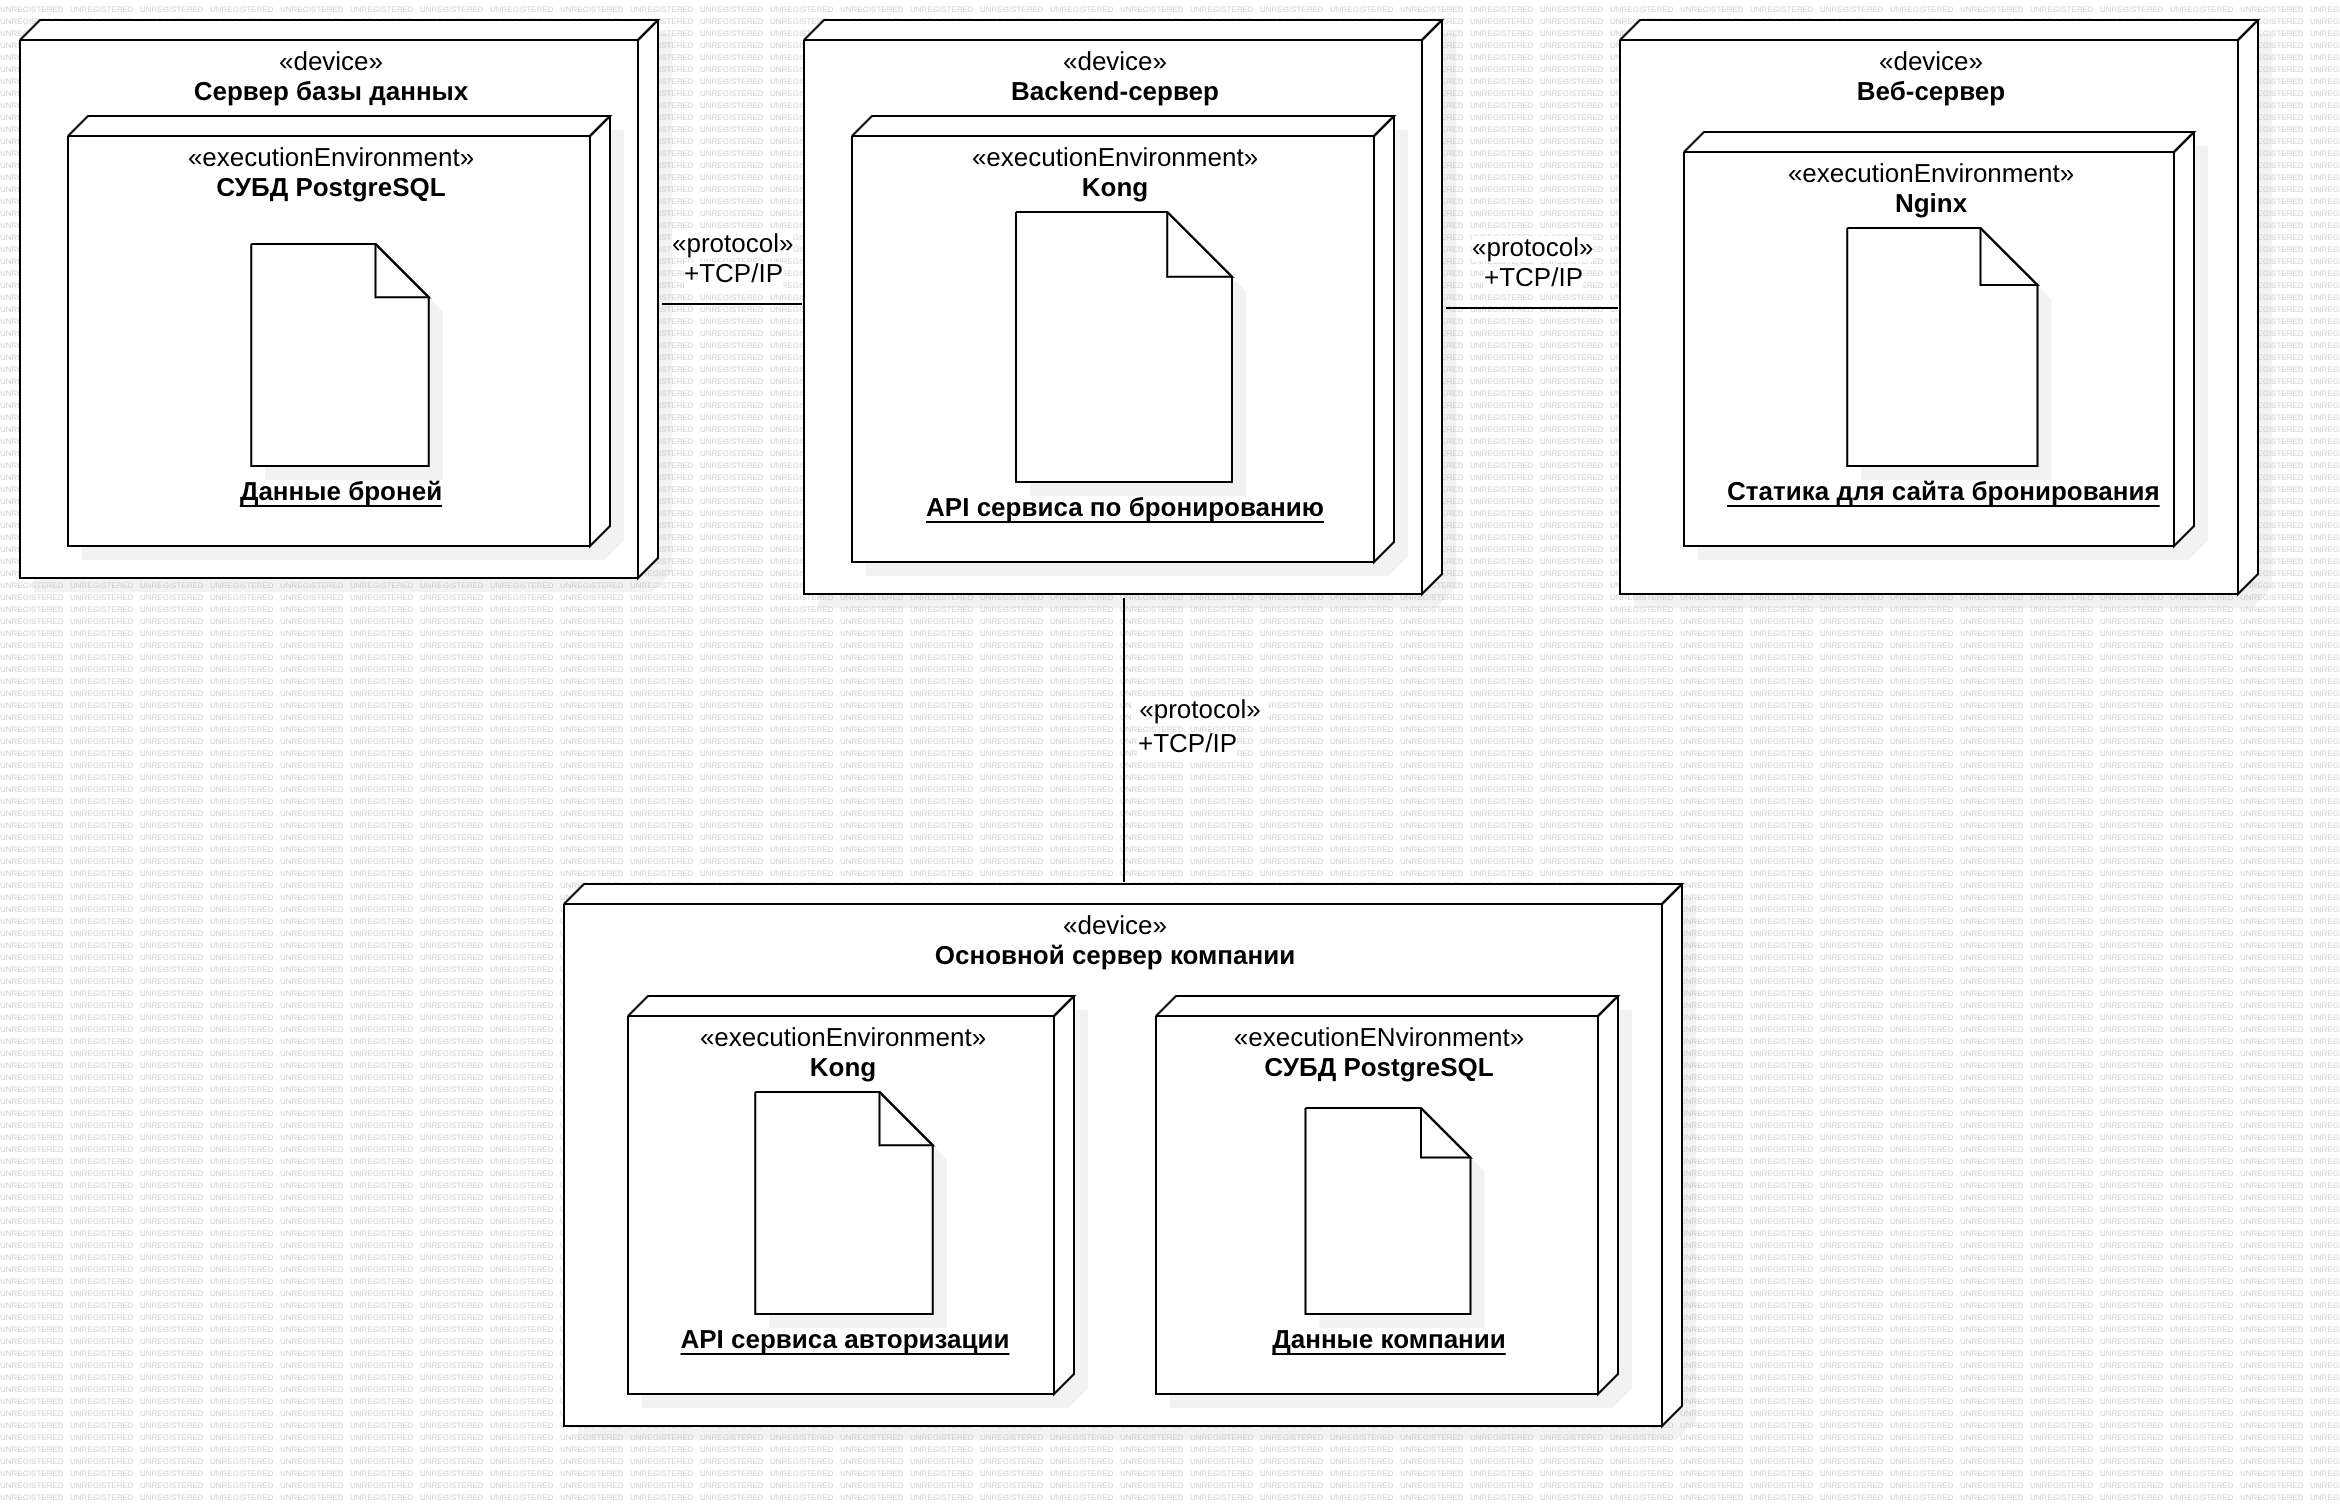 «device»
Сервер базы данных
«executionEnvironment»
СУБД PostgreSQL
Данные броней
«protocol»
+TCP/IP
«device»
Backend-сервер
«executionEnvironment»
Kong
API сервиса по бронированию
«protocol»
+TCP/IP
«device»
Веб-сервер
«executionEnvironment»
Nginx
Статика для сайта бронирования
«protocol»
+TCP/IP
«device»
Основной сервер компании
«executionEnvironment»
Kong
API сервиса авторизации
«executionENvironment»
СУБД PostgreSQL
Данные компании
UNREGISTERED